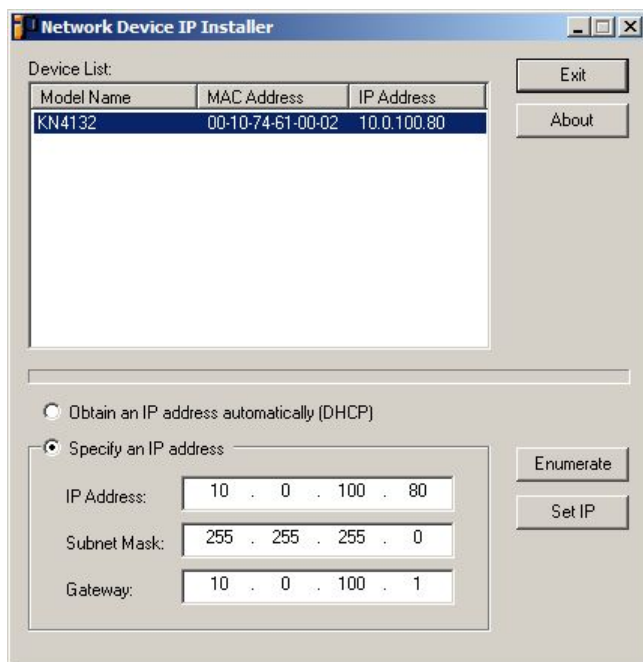 Network Device IP Installer
Device List:
Exit
Model Name MAC Address IP Address
KN4132 00-10-74-61-00-02 10.0.100.80
About
Obtain an IP address automatically (DHCP)
Specify an IP address
Enumerate
IP Address: 10 . 0 . 100 . 80
Set IP
Subnet Mask: 255 . 255 . 255 . 0
Gateway: 10 . 0 . 100 . 1